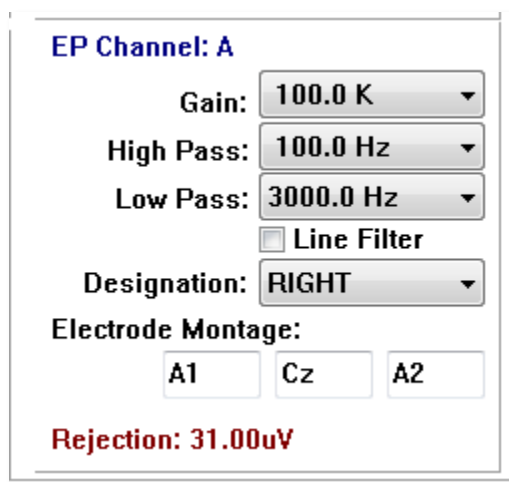 EP Channel: A
Gain: 100.0 K
High Pass: 100.0 Hz
Low Pass: 3000.0 Hz
Line Filter
Designation: RIGHT
Electrode Montage:
A1 Cz A2
Rejection: 31.00uV